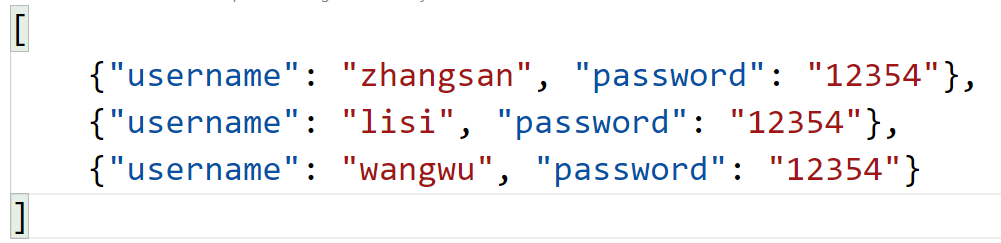 [
{"username": "zhangsan", "password": "12354"},
{"username": "lisi", "password": "12354"},
{"username": "wangwu", "password": "12354"}
]